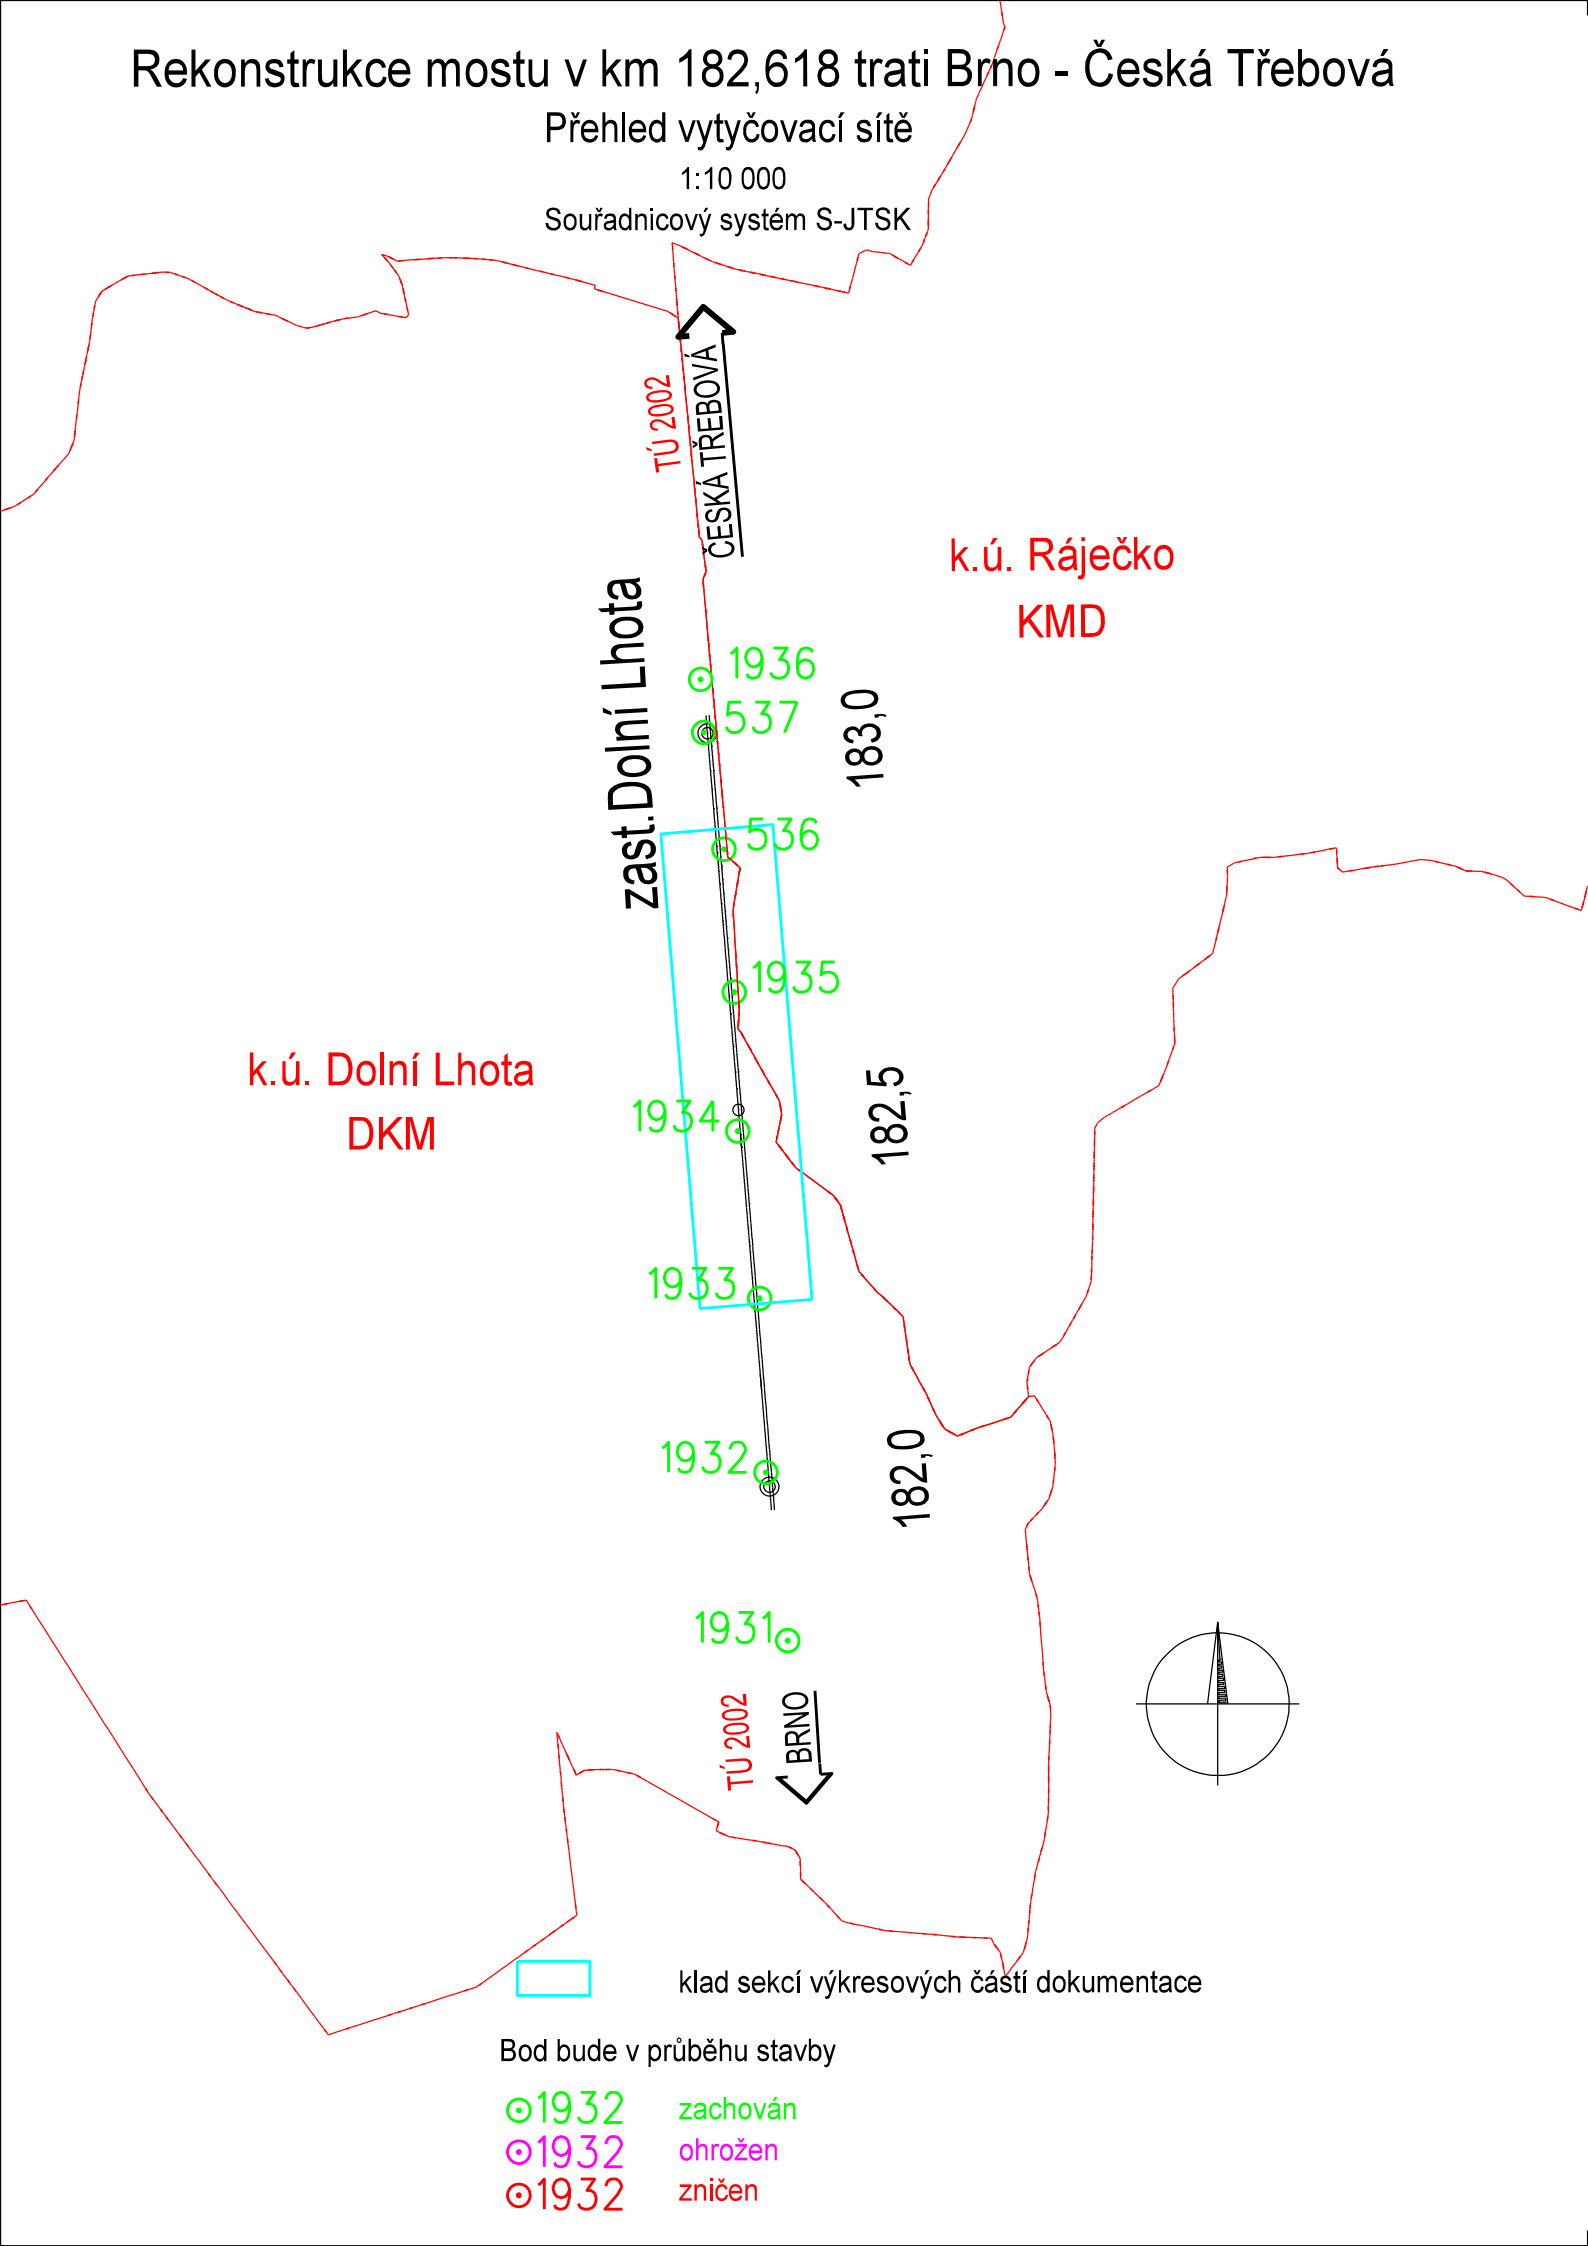 Rekonstrukce mostu v km 182,618 trati Brno - Česká Třebová
Přehled vytyčovací sítě
1:10 000
Souřadnicový systém S-JTSK
TÚ 2002
ČESKÁ TŘEBOVÁ
k.ú. Ráječko
KMD
zast.Dolní Lhota
1936
537
183,0
536
1935
k.ú. Dolní Lhota
DKM
1934
182,5
1933
1932
182,0
1931
TÚ 2002
BRNO
klad sekcí výkresových částí dokumentace
Bod bude v průběhu stavby
1932 zachován
1932 ohrožen
1932 zničen